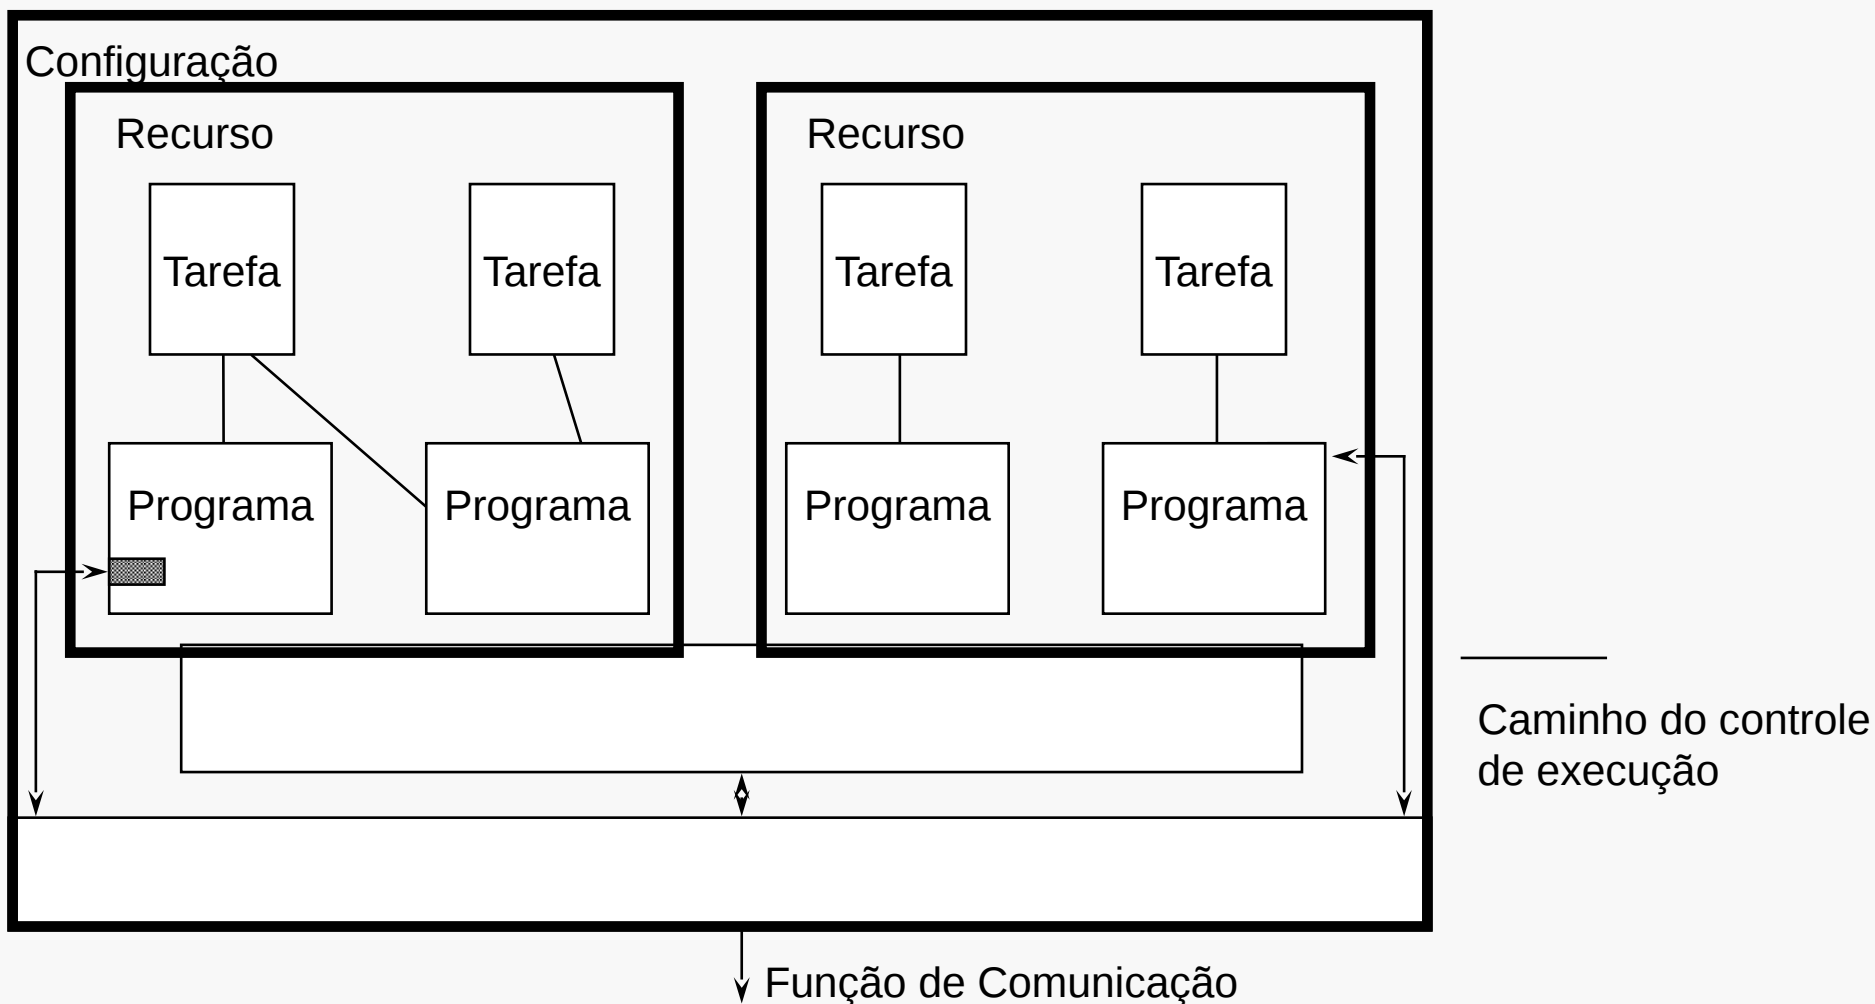 Configuração
Recurso
Recurso
Tarefa
Tarefa
Tarefa
Tarefa
Programa
Programa
Programa
Programa
Caminho do controle
de execução
Função de Comunicação